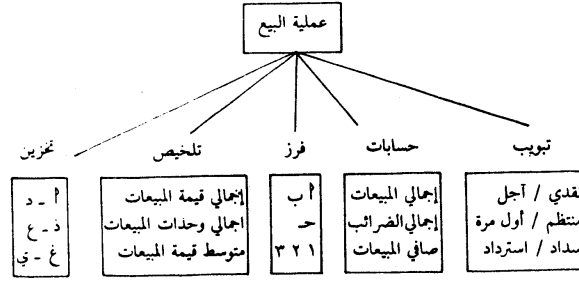 عملية البيع
تبويب حسابات فرز تلخيص تخزين
نقدي / آجل
منتظم / أول مرة
سداد / استرداد
إجمالي المبيعات
إجمالي الضرائب
صافي المبيعات
أ ب
حـ
١ ٢ ٣
إجمالي قيمة المبيعات
اجمالي وحدات المبيعات
متوسط قيمة المبيعات
أ - د
ذ - ع
غ - ي